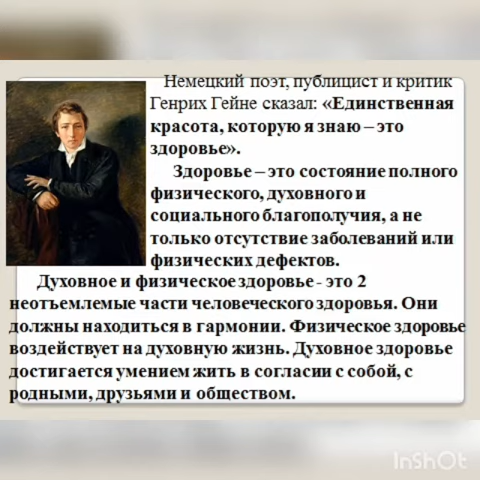 Немецкий поэт, публицист и критик
Генрих Гейне сказал: «Единственная
красота, которую я знаю – это
здоровье».
Здоровье – это состояние полного
физического, духовного и
социального благополучия, а не
только отсутствие заболеваний или
физических дефектов.
Духовное и физическое здоровье - это 2
неотъемлемые части человеческого здоровья. Они
должны находиться в гармонии. Физическое здоровье
воздействует на духовную жизнь. Духовное здоровье
достигается умением жить в согласии с собой, с
родными, друзьями и обществом.
InShOt